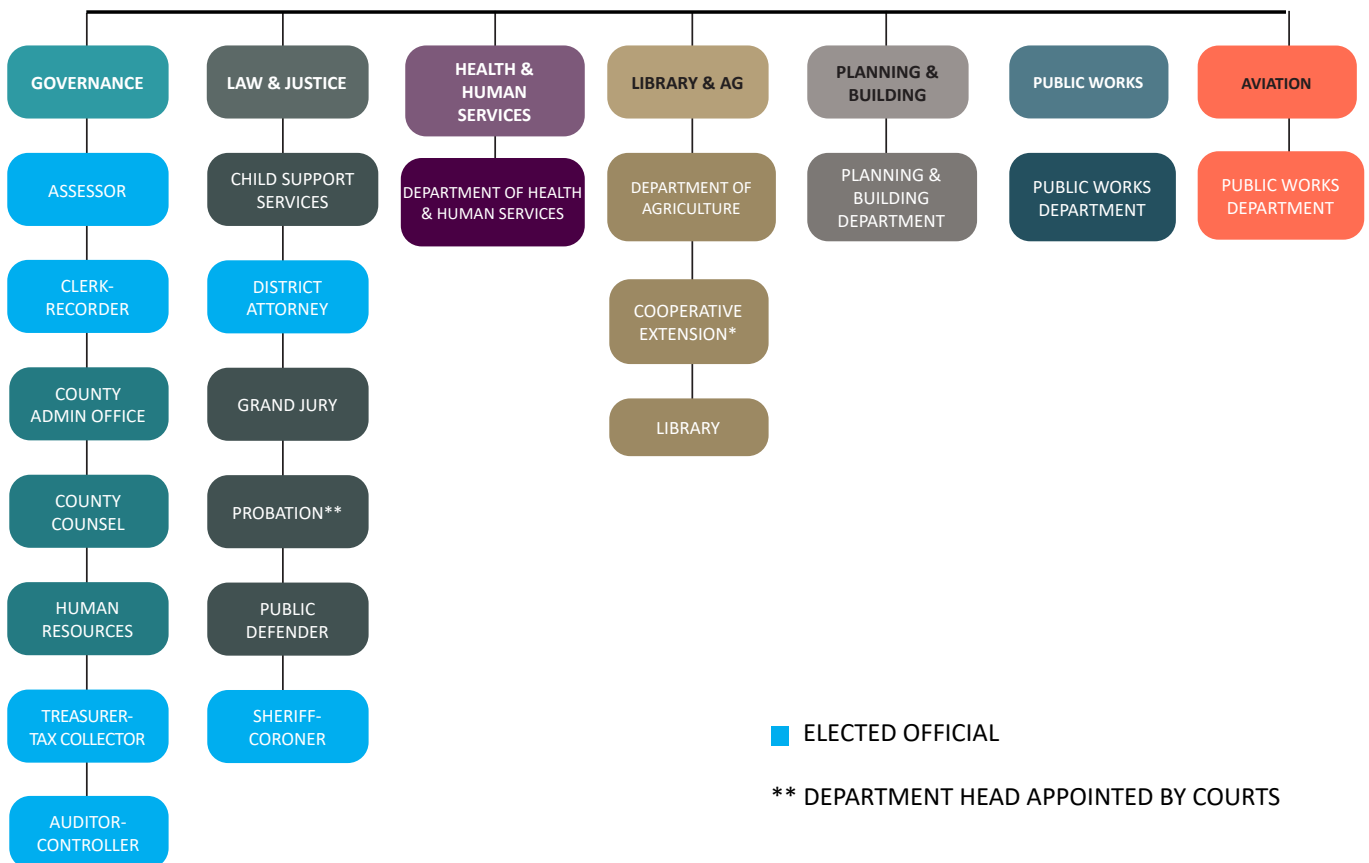 GOVERNANCE
ASSESSOR
CLERK-
RECORDER
COUNTY
ADMIN OFFICE
COUNTY
COUNSEL
HUMAN
RESOURCES
TREASURER-
TAX COLLECTOR
AUDITOR-
CONTROLLER
LAW & JUSTICE
CHILD SUPPORT
SERVICES
DISTRICT
ATTORNEY
GRAND JURY
PROBATION**
PUBLIC
DEFENDER
SHERIFF-
CORONER
HEALTH &
HUMAN
SERVICES
DEPARTMENT OF HEALTH
& HUMAN SERVICES
LIBRARY & AG
DEPARTMENT OF
AGRICULTURE
COOPERATIVE
EXTENSION*
LIBRARY
PLANNING &
BUILDING
PLANNING &
BUILDING
DEPARTMENT
PUBLIC WORKS
PUBLIC WORKS
DEPARTMENT
AVIATION
PUBLIC WORKS
DEPARTMENT
ELECTED OFFICIAL
** DEPARTMENT HEAD APPOINTED BY COURTS